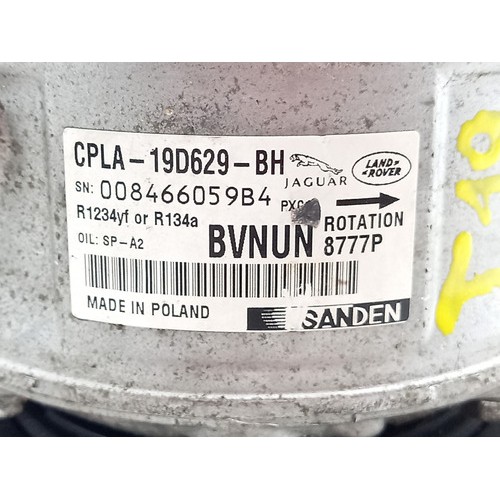 CPLA-19D629-BH
JAGUAR
LAND ROVER
SN: 008466059B4
R1234yf or R134a
ROTATION
OIL: SP-A2
BVNUN 8777P
MADE IN POLAND
SANDEN